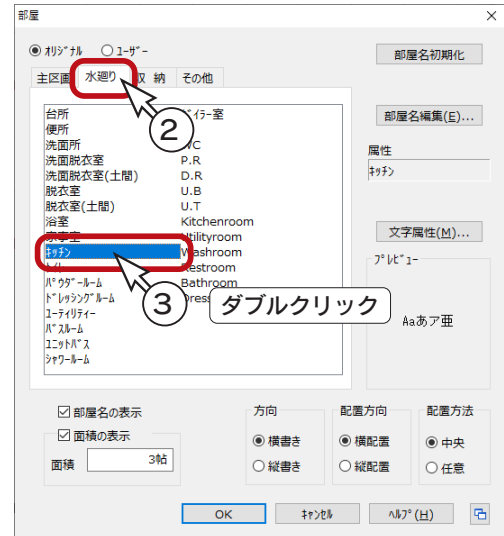 部屋
オリジナル ユーザー
部屋名初期化
主区画 水廻り 収 納 その他
②
台所
便所
洗面所
洗面脱衣室
洗面脱衣室(土間)
脱衣室
脱衣室(土間)
浴室
家事室
キッチン
トイレ
パウダールーム
ドレッシングルーム
ユーティリティー
バスルーム
ユニットバス
シャワールーム
P.R
D.R
U.B
U.T
Kitchenroom
Utilityroom
Washroom
Restroom
Bathroom
③ ダブルクリック
部屋名編集(E)...
属性
キッチン
文字属性(M)...
プレビュー
Aaあア亜
部屋名の表示
面積の表示
面積 3帖
方向
横書き
縦書き
配置方向
横配置
縦配置
配置方法
中央
任意
OK キャンセル ヘルプ(H)